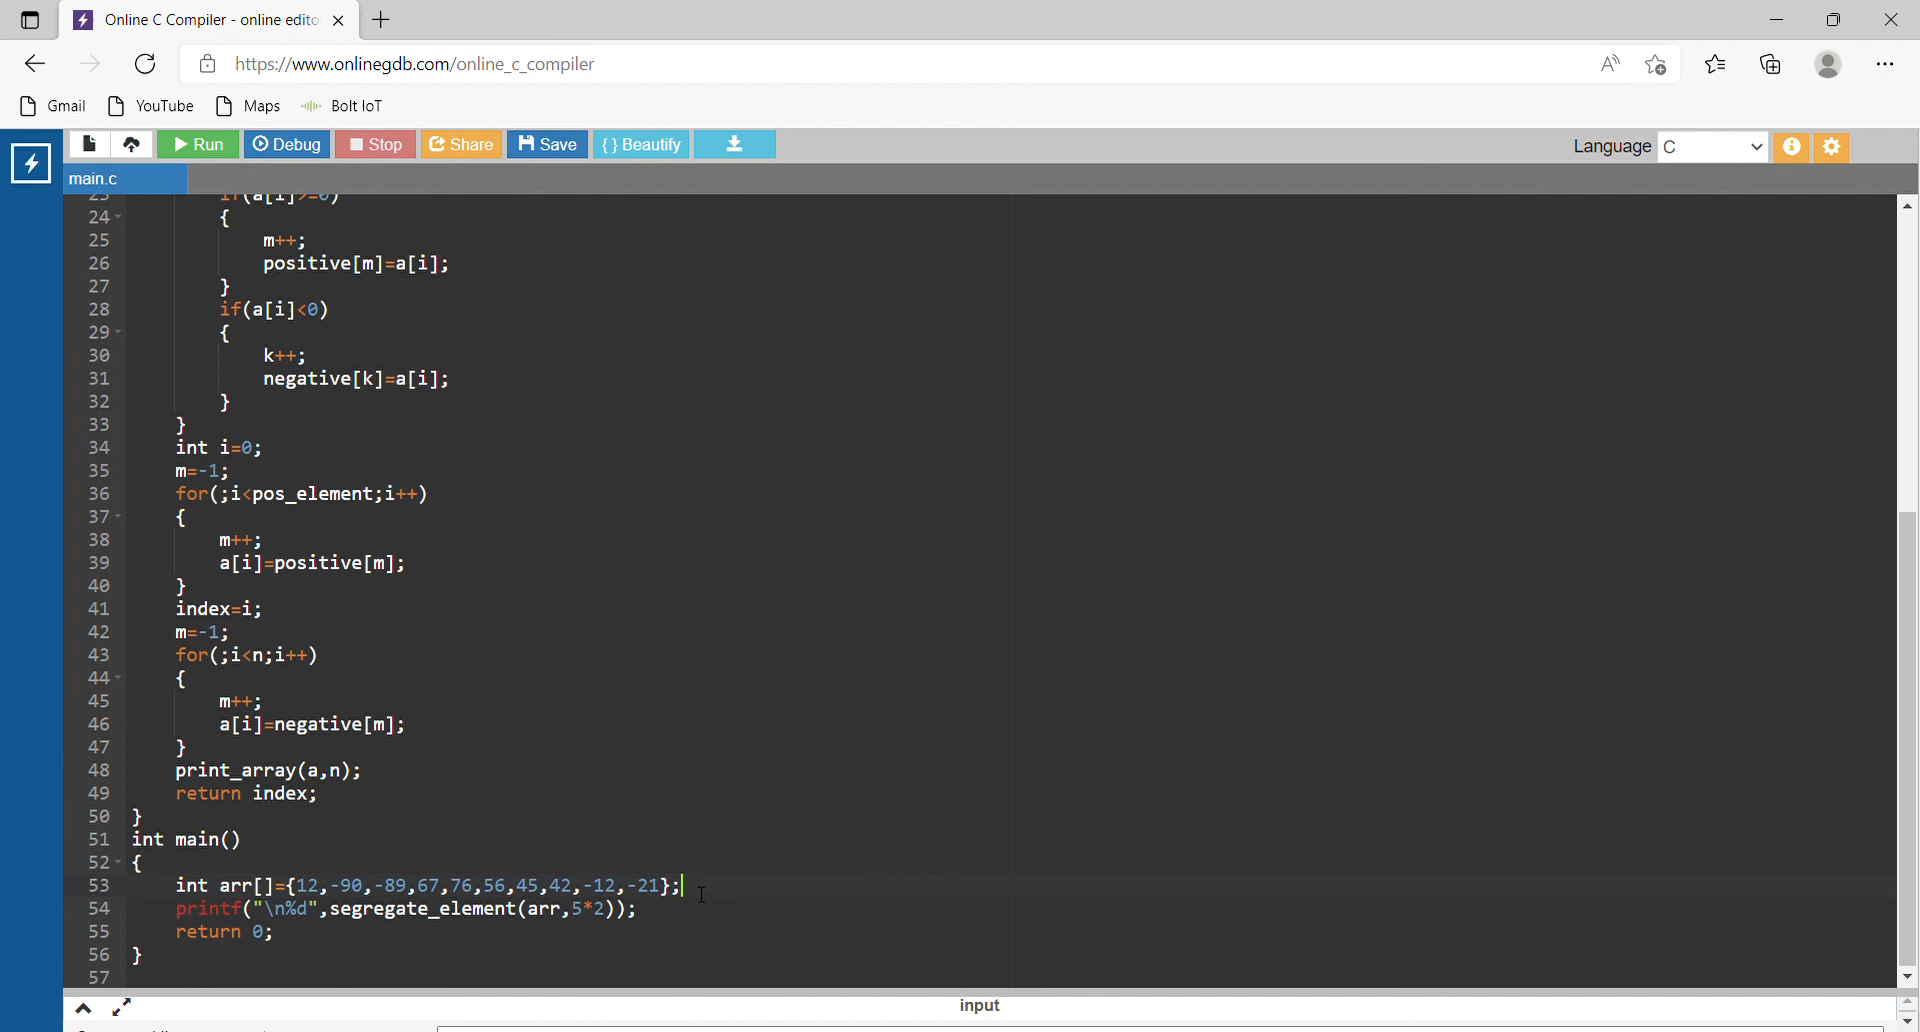 Online C Compiler - online edito
https://www.onlinegdb.com/online_c_compiler
Gmail YouTube Maps Bolt IoT
Run Debug Stop Share Save { } Beautify Language C
main.c
23 if(a[i]>=0)
24 {
25 m++;
26 positive[m]=a[i];
27 }
28 if(a[i]<0)
29 {
30 k++;
31 negative[k]=a[i];
32 }
33 }
34 int i=0;
35 m=-1;
36 for(;i<pos_element;i++)
37 {
38 m++;
39 a[i]=positive[m];
40 }
41 index=i;
42 m=-1;
43 for(;i<n;i++)
44 {
45 m++;
46 a[i]=negative[m];
47 }
48 print_array(a,n);
49 return index;
50 }
51 int main()
52 {
53 int arr[]={12,-90,-89,67,76,56,45,42,-12,-21};
54 printf("\n%d",segregate_element(arr,5*2));
55 return 0;
56 }
57
input